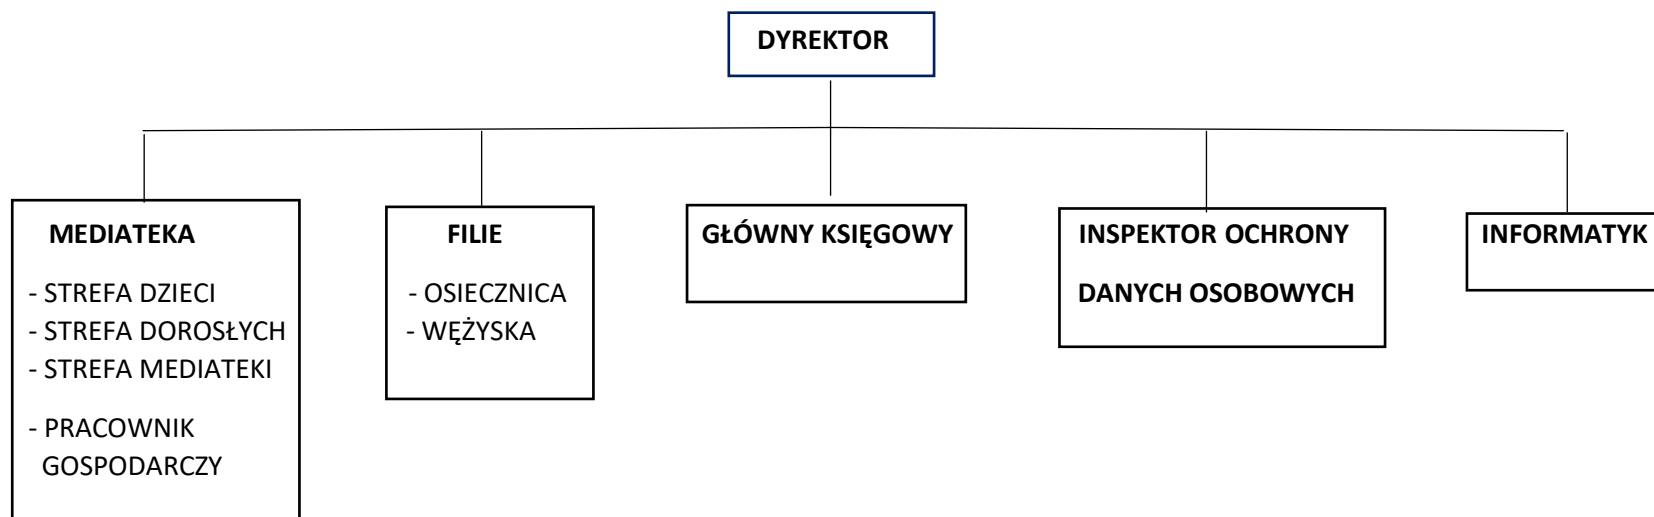 DYREKTOR
MEDIATEKA
- STREFA DZIECI
- STREFA DOROSŁYCH
- STREFA MEDIATEKI
- PRACOWNIK
GOSPODARCZY
FILIE
- OSIECZNICA
- WĘŻYSKA
GŁÓWNY KSIĘGOWY
INSPEKTOR OCHRONY
DANYCH OSOBOWYCH
INFORMATYK